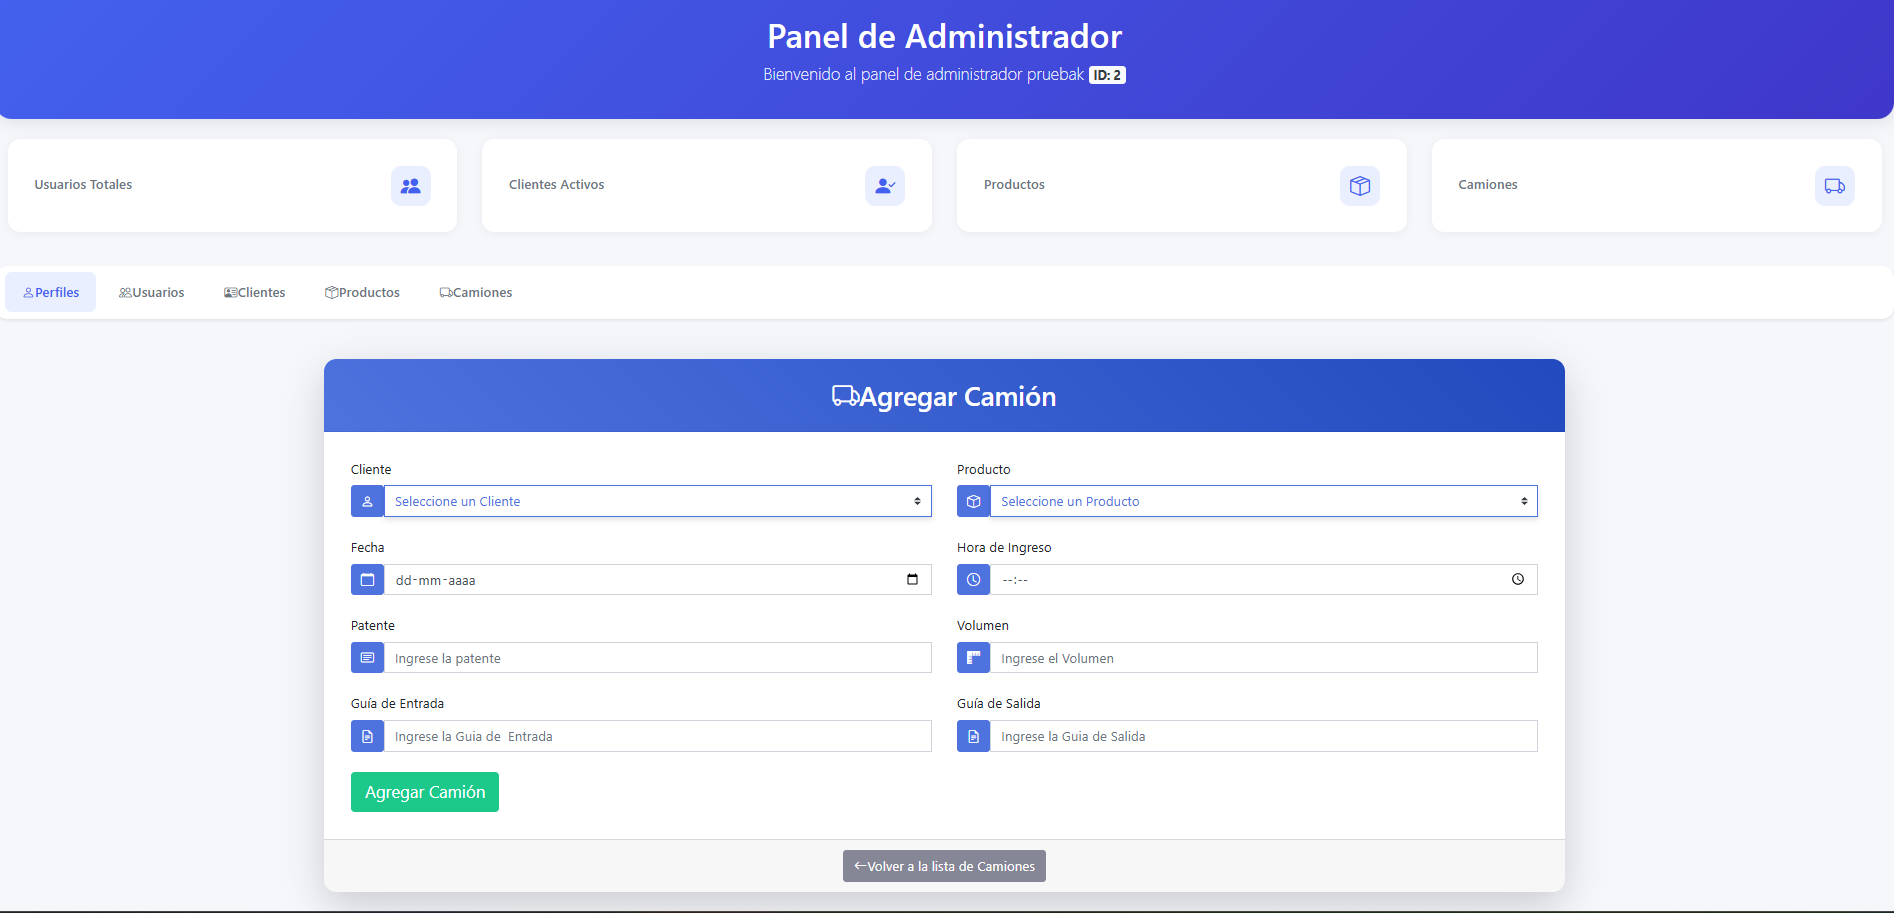 Panel de Administrador
Bienvenido al panel de administrador pruebak ID: 2
Usuarios Totales
Clientes Activos
Productos
Camiones
Perfiles
Usuarios
Clientes
Productos
Camiones
Agregar Camión
Cliente
Seleccione un Cliente
Producto
Seleccione un Producto
Fecha
dd-mm-aaaa
Hora de Ingreso
--:--
Patente
Ingrese la patente
Volumen
Ingrese el Volumen
Guía de Entrada
Ingrese la Guia de  Entrada
Guía de Salida
Ingrese la Guia de Salida
Agregar Camión
←Volver a la lista de Camiones